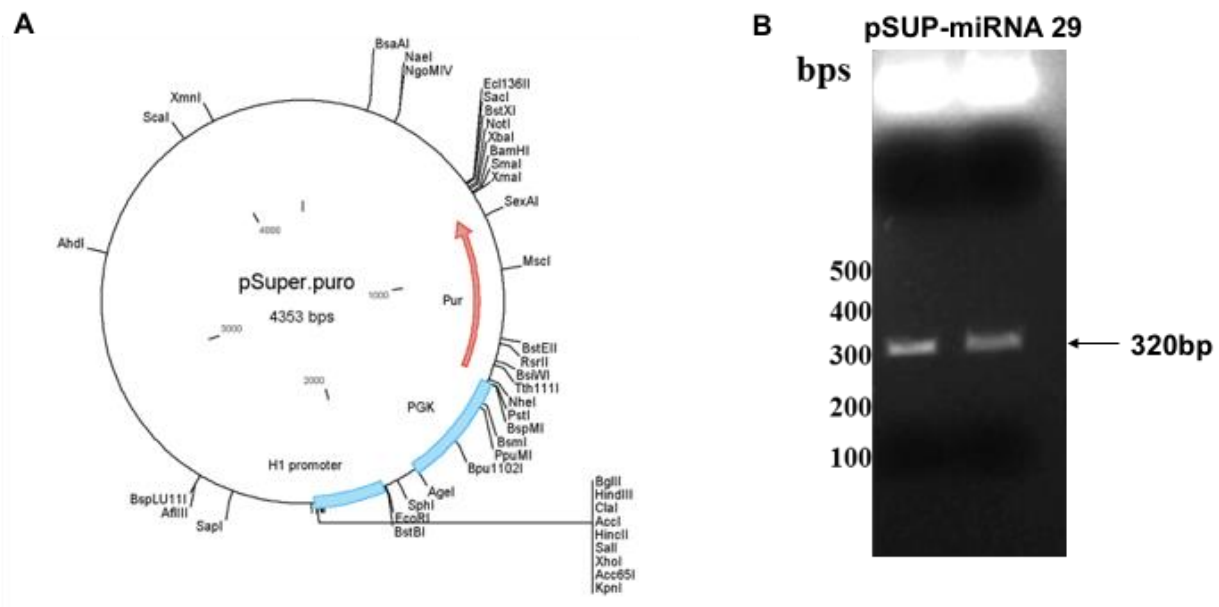 A
BsaAI
NaeI
NgoMIV
Ecl136II
SacI
BstXI
NotI
XbaI
BamHI
SmaI
XmaI
SexAI
MscI
XmnI
ScaI
AhdI
4000
1000
3000
2000
pSuper.puro
4353 bps
Pur
BstEII
RsrII
BsiWI
Tth111I
NheI
PstI
BspMI
BsmI
PpuMI
Bpu1102I
PGK
H1 promoter
AgeI
SphI
EcoRI
BstBI
BspLU11I
AflIII
SapI
BglII
HindIII
ClaI
AccI
HincII
SalI
XhoI
Acc65I
KpnI
B
pSUP-miRNA 29
bps
500
400
300
200
100
320bp